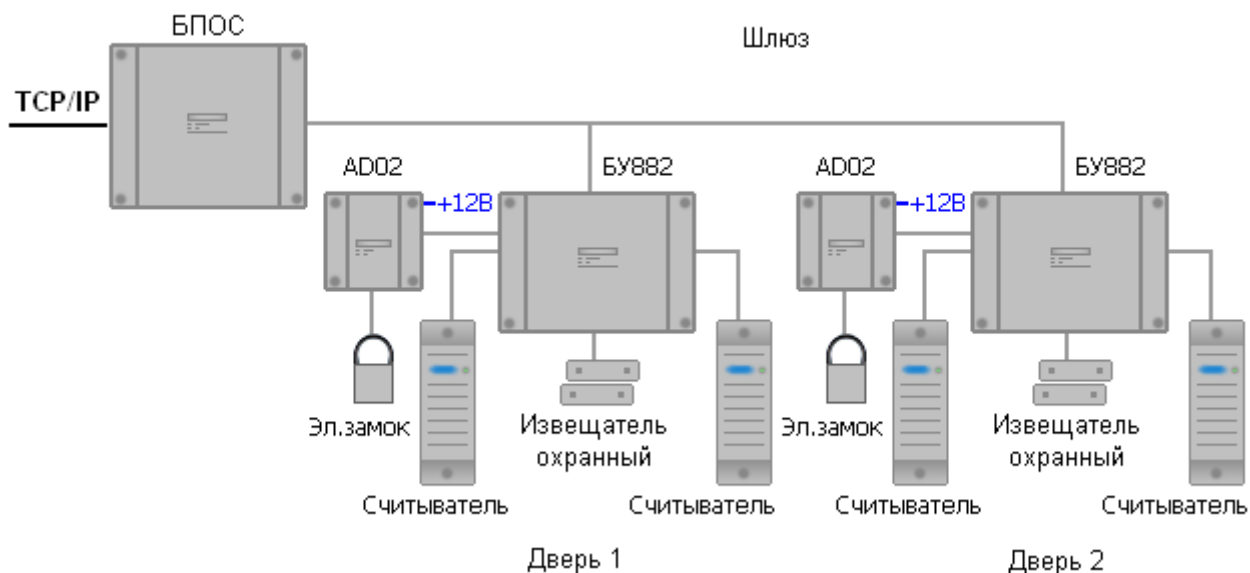 БПОС
Шлюз
TCP/IP
AD02
БУ882
AD02
БУ882
+12В
+12В
Эл.замок
Извещатель
охранный
Эл.замок
Извещатель
охранный
Считыватель
Считыватель
Считыватель
Считыватель
Дверь 1
Дверь 2